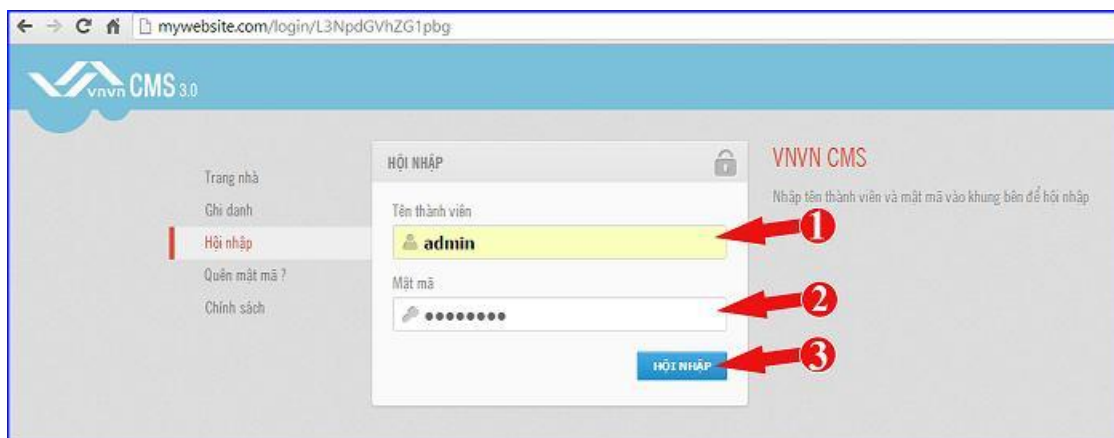 mywebsite.com/login/L3NpdGVhZG1pbg
vnvn CMS 3.0
Trang nhà
Ghi danh
Hội nhập
Quên mật mã ?
Chính sách
HỘI NHẬP
Tên thành viên
admin
1
Mật mã
2
HỘI NHẬP
3
VNVN CMS
Nhập tên thành viên và mật mã vào khung bên để hội nhập